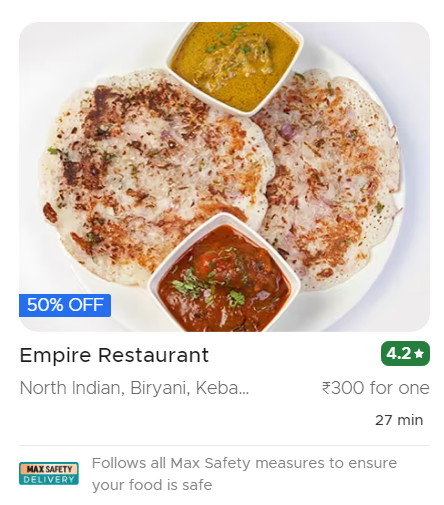 50% OFF
Empire Restaurant
4.2★
North Indian, Biryani, Keba...
₹300 for one
27 min
MAX SAFETY
DELIVERY
Follows all Max Safety measures to ensure
your food is safe